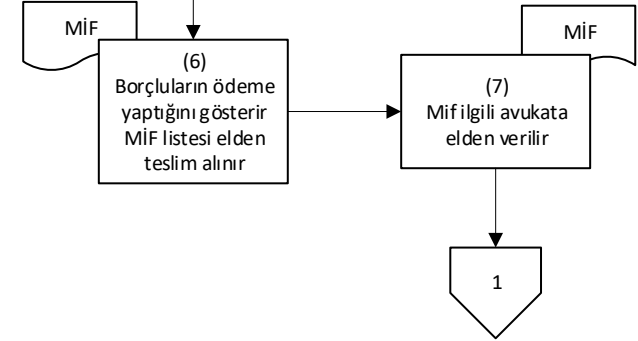 MİF
(6)
Borçluların ödeme
yaptığını gösterir
MİF listesi elden
teslim alınır
MİF
(7)
Mif ilgili avukata
elden verilir
1